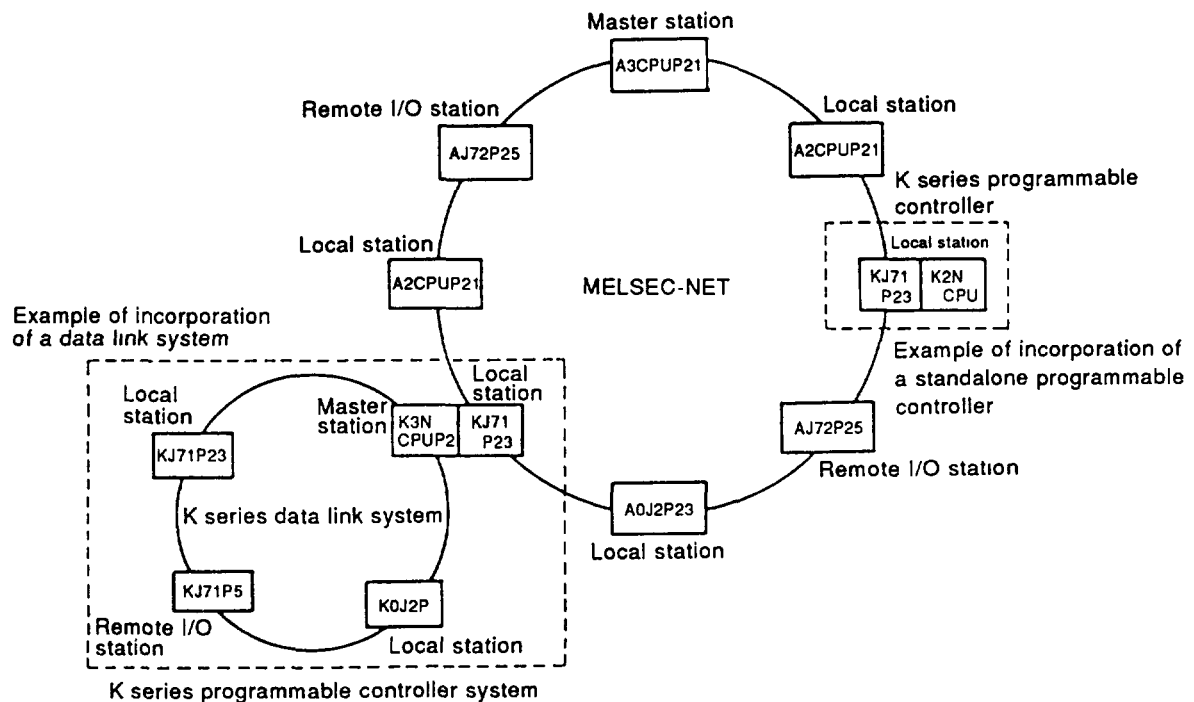 Master station
A3CPUP21
Remote I/O station
AJ72P25
Local station
A2CPUP21
K series programmable
controller
Local station
KJ71
P23
K2N
CPU
Example of incorporation of
a standalone programmable
controller
Local station
A2CPUP21
MELSEC-NET
Example of incorporation
of a data link system
Local
station
KJ71P23
Master
station
K3N
CPUP2
Local
station
KJ71
P23
AJ72P25
Remote I/O station
A0J2P23
Local station
K series data link system
KJ71P5
Remote I/O
station
K0J2P
Local station
K series programmable controller system